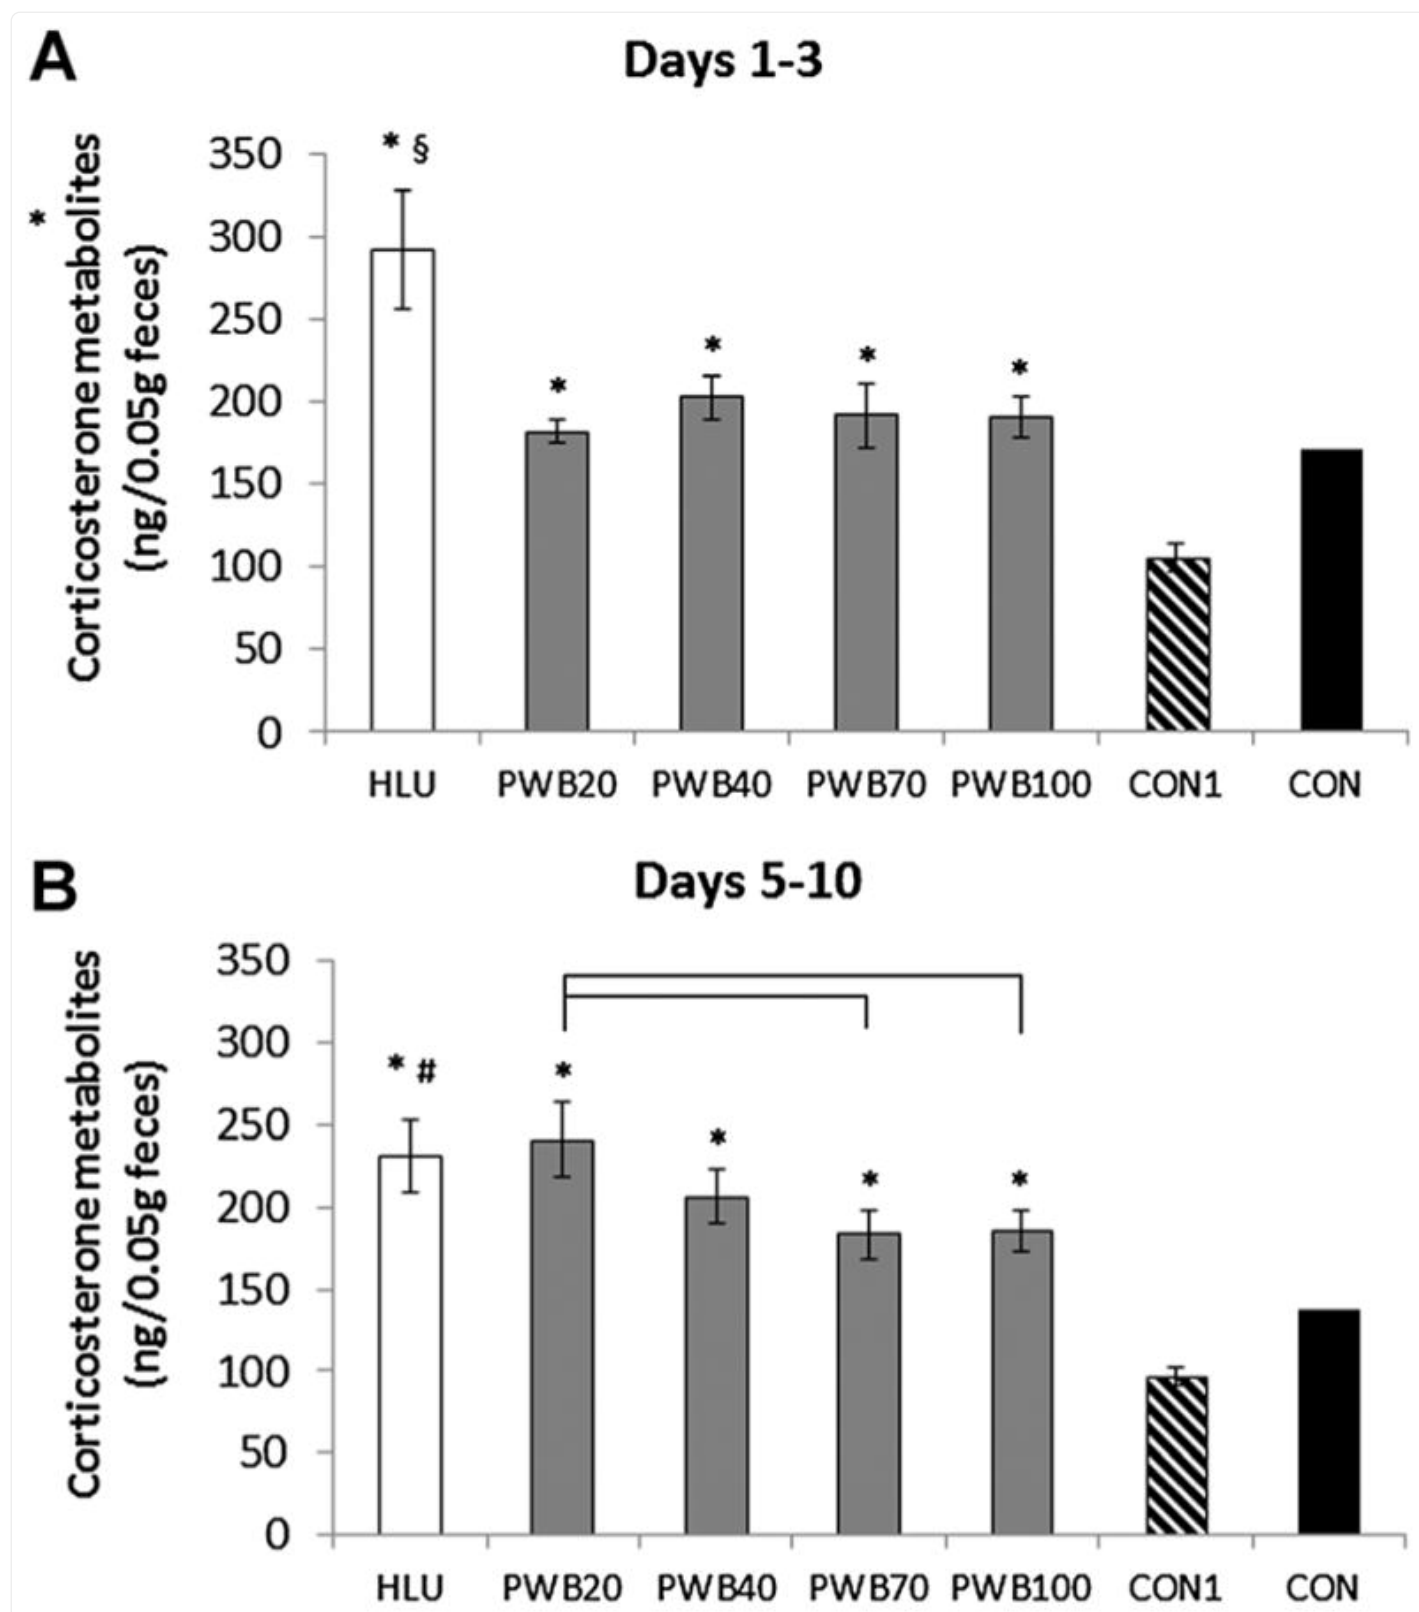 A
Days 1-3
* Corticosterone metabolites
(ng/0.05g feces)
350
300
250
200
150
100
50
0
* §
*
*
*
*
HLU PWB20 PWB40 PWB70 PWB100 CON1 CON
B
Days 5-10
Corticosterone metabolites
(ng/0.05g feces)
350
300
250
200
150
100
50
0
* #
*
*
*
*
HLU PWB20 PWB40 PWB70 PWB100 CON1 CON